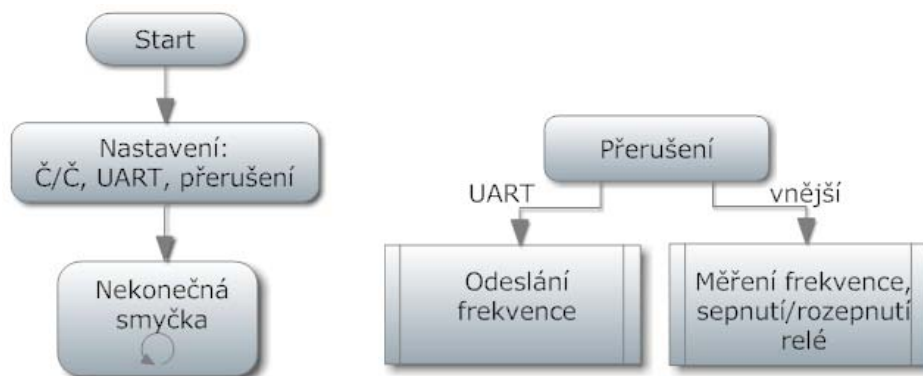 Start
Nastavení:
Č/Č, UART, přerušení
Nekonečná
smyčka
Přerušení
UART
vnější
Odeslání
frekvence
Měření frekvence,
sepnutí/rozepnutí
relé